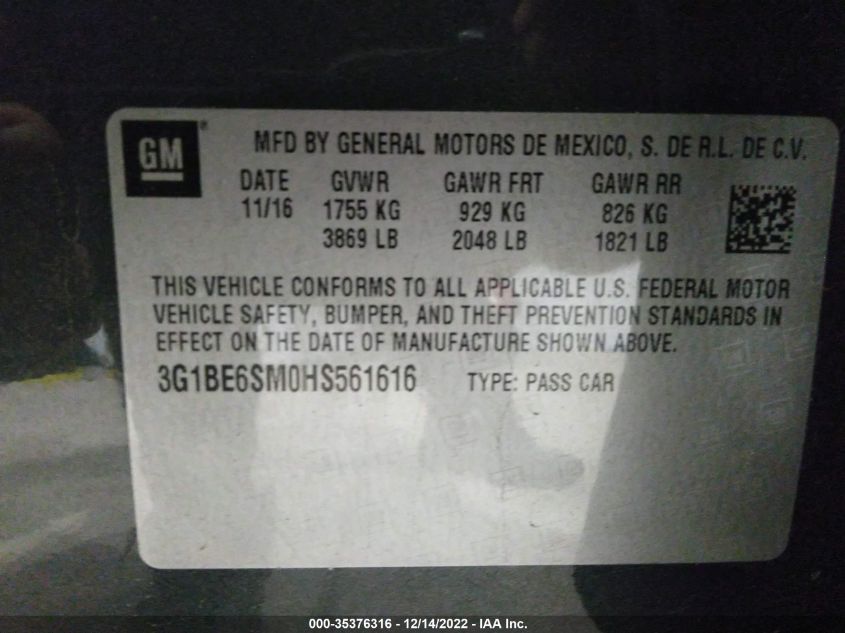 GM®
MFD BY GENERAL MOTORS DE MEXICO, S. DE R.L. DE C.V.
DATE GVWR GAWR FRT GAWR RR
11/16 1755 KG 929 KG 826 KG
3869 LB 2048 LB 1821 LB
THIS VEHICLE CONFORMS TO ALL APPLICABLE U.S. FEDERAL MOTOR
VEHICLE SAFETY, BUMPER, AND THEFT PREVENTION STANDARDS IN
EFFECT ON THE DATE OF MANUFACTURE SHOWN ABOVE.
3G1BE6SM0HS561616 TYPE: PASS CAR
000-35376316 - 12/14/2022 - IAA Inc.